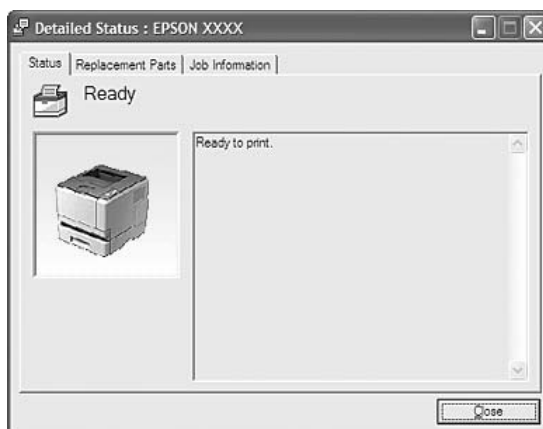 Detailed Status : EPSON XXXX
Status Replacement Parts Job Information
Ready
Ready to print.
Close